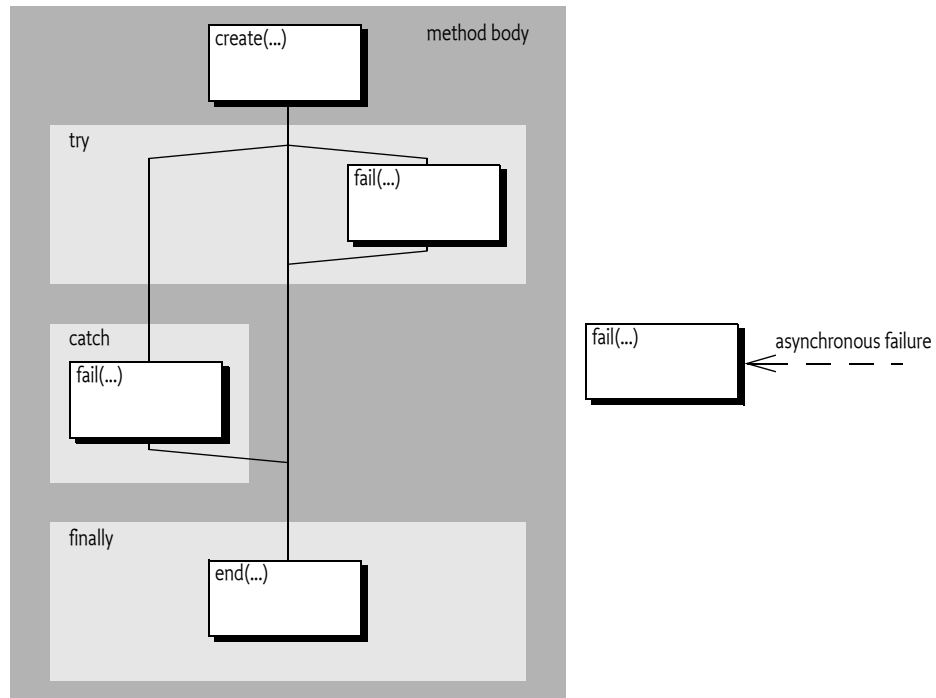 create(...)
method body
try
fail(...)
catch
fail(...)
fail(...)
asynchronous failure
finally
end(...)